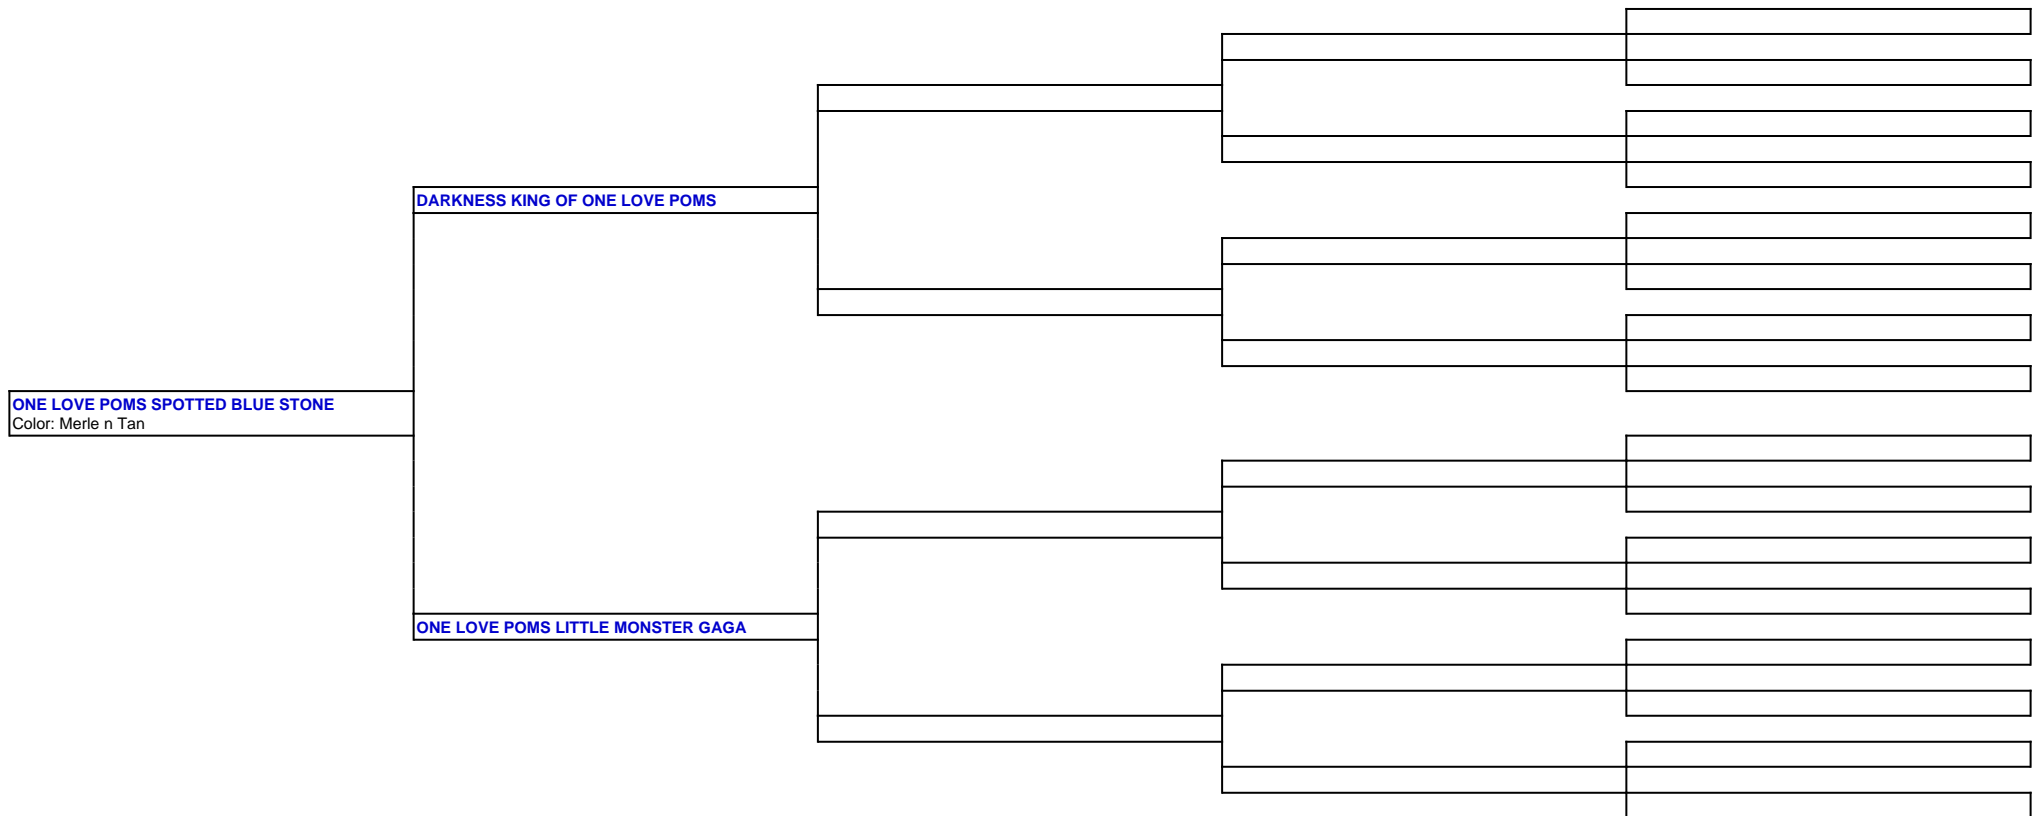 DARKNESS KING OF ONE LOVE POMS
ONE LOVE POMS SPOTTED BLUE STONE
Color: Merle n Tan
ONE LOVE POMS LITTLE MONSTER GAGA